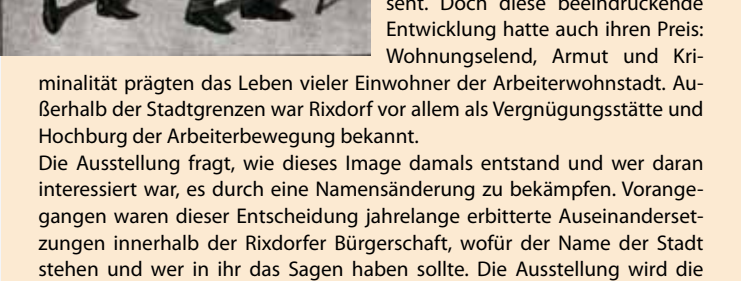 sent. Doch diese beeindruckende
Entwicklung hatte auch ihren Preis:
Wohnungselend, Armut und Kri-
minalität prägten das Leben vieler Einwohner der Arbeiterwohnstadt. Au-
ßerhalb der Stadtgrenzen war Rixdorf vor allem als Vergnügungsstätte und
Hochburg der Arbeiterbewegung bekannt.
Die Ausstellung fragt, wie dieses Image damals entstand und wer daran
interessiert war, es durch eine Namensänderung zu bekämpfen. Vorange-
gangen waren dieser Entscheidung jahrelange erbitterte Auseinanderset-
zungen innerhalb der Rixdorfer Bürgerschaft, wofür der Name der Stadt
stehen und wer in ihr das Sagen haben sollte. Die Ausstellung wird die